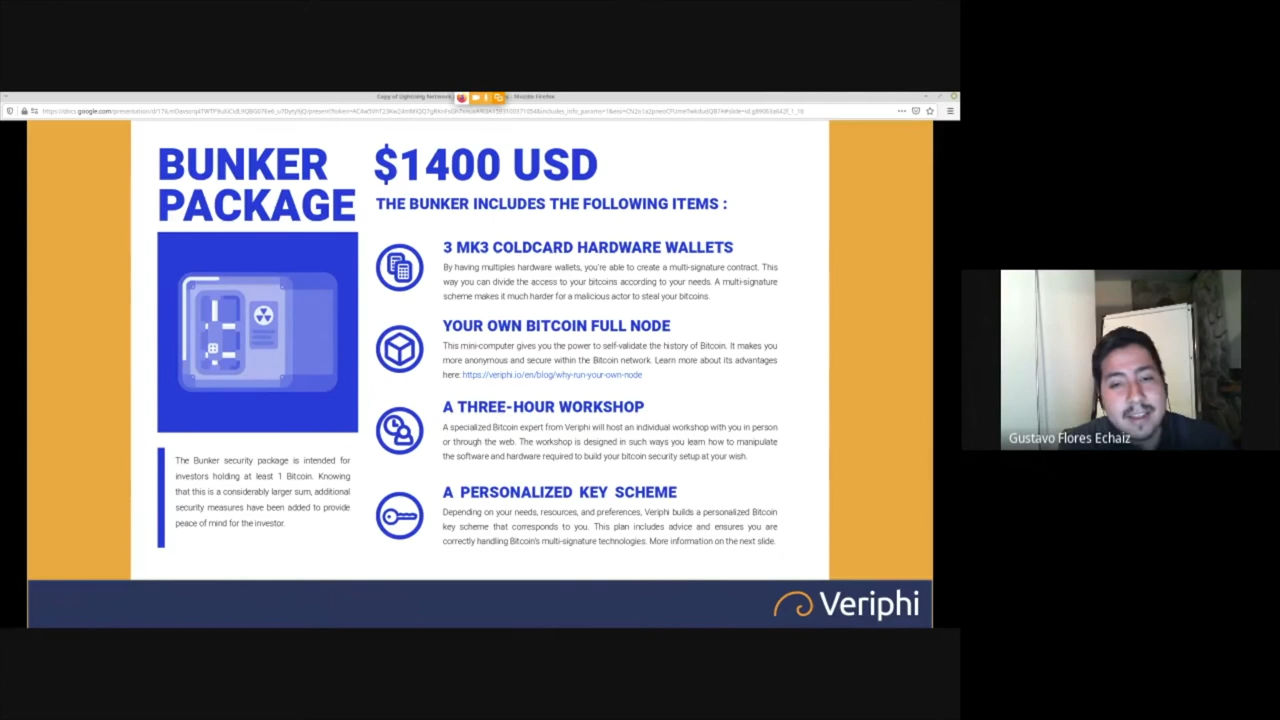 Copy of Lightning Network
- Mozilla Firefox
BUNKER
PACKAGE
$1400 USD
THE BUNKER INCLUDES THE FOLLOWING ITEMS :
3 MK3 COLDCARD HARDWARE WALLETS
By having multiples hardware wallets, you're able to create a multi-signature contract. This
way you can divide the access to your bitcoins according to your needs. A multi-signature
scheme makes it much harder for a malicious actor to steal your bitcoins.
YOUR OWN BITCOIN FULL NODE
This mini-computer gives you the power to self-validate the history of Bitcoin. It makes you
more anonymous and secure within the Bitcoin network. Learn more about its advantages
here: https://veriphi.io/en/blog/why-run-your-own-node
A THREE-HOUR WORKSHOP
A specialized Bitcoin expert from Veriphi will host an individual workshop with you in person
or through the web. The workshop is designed in such ways you learn how to manipulate
the software and hardware required to build your bitcoin security setup at your wish.
A PERSONALIZED KEY SCHEME
Depending on your needs, resources, and preferences, Veriphi builds a personalized Bitcoin
key scheme that corresponds to you. This plan includes advice and ensures you are
correctly handling Bitcoin's multi-signature technologies. More information on the next slide.
The Bunker security package is intended for
investors holding at least 1 Bitcoin. Knowing
that this is a considerably larger sum, additional
security measures have been added to provide
peace of mind for the investor.
Veriphi
Gustavo Flores Echaiz